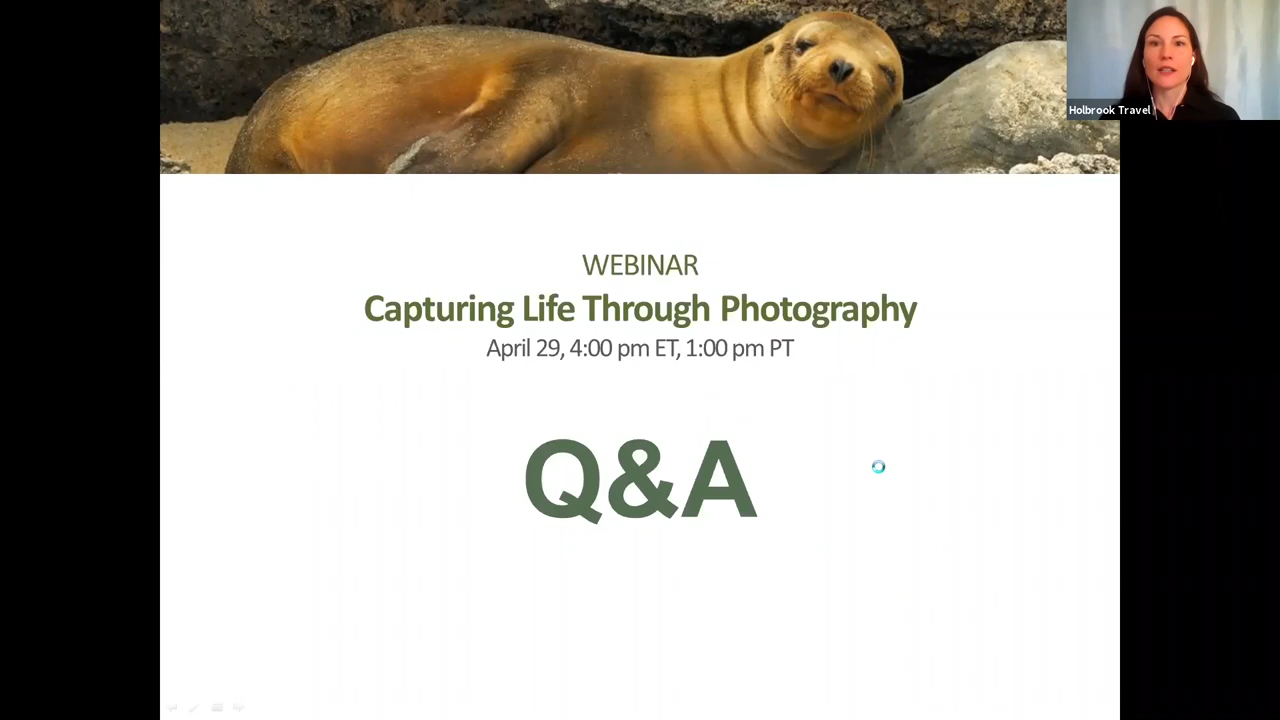 Holbrook Travel
WEBINAR
Capturing Life Through Photography
April 29, 4:00 pm ET, 1:00 pm PT
Q&A